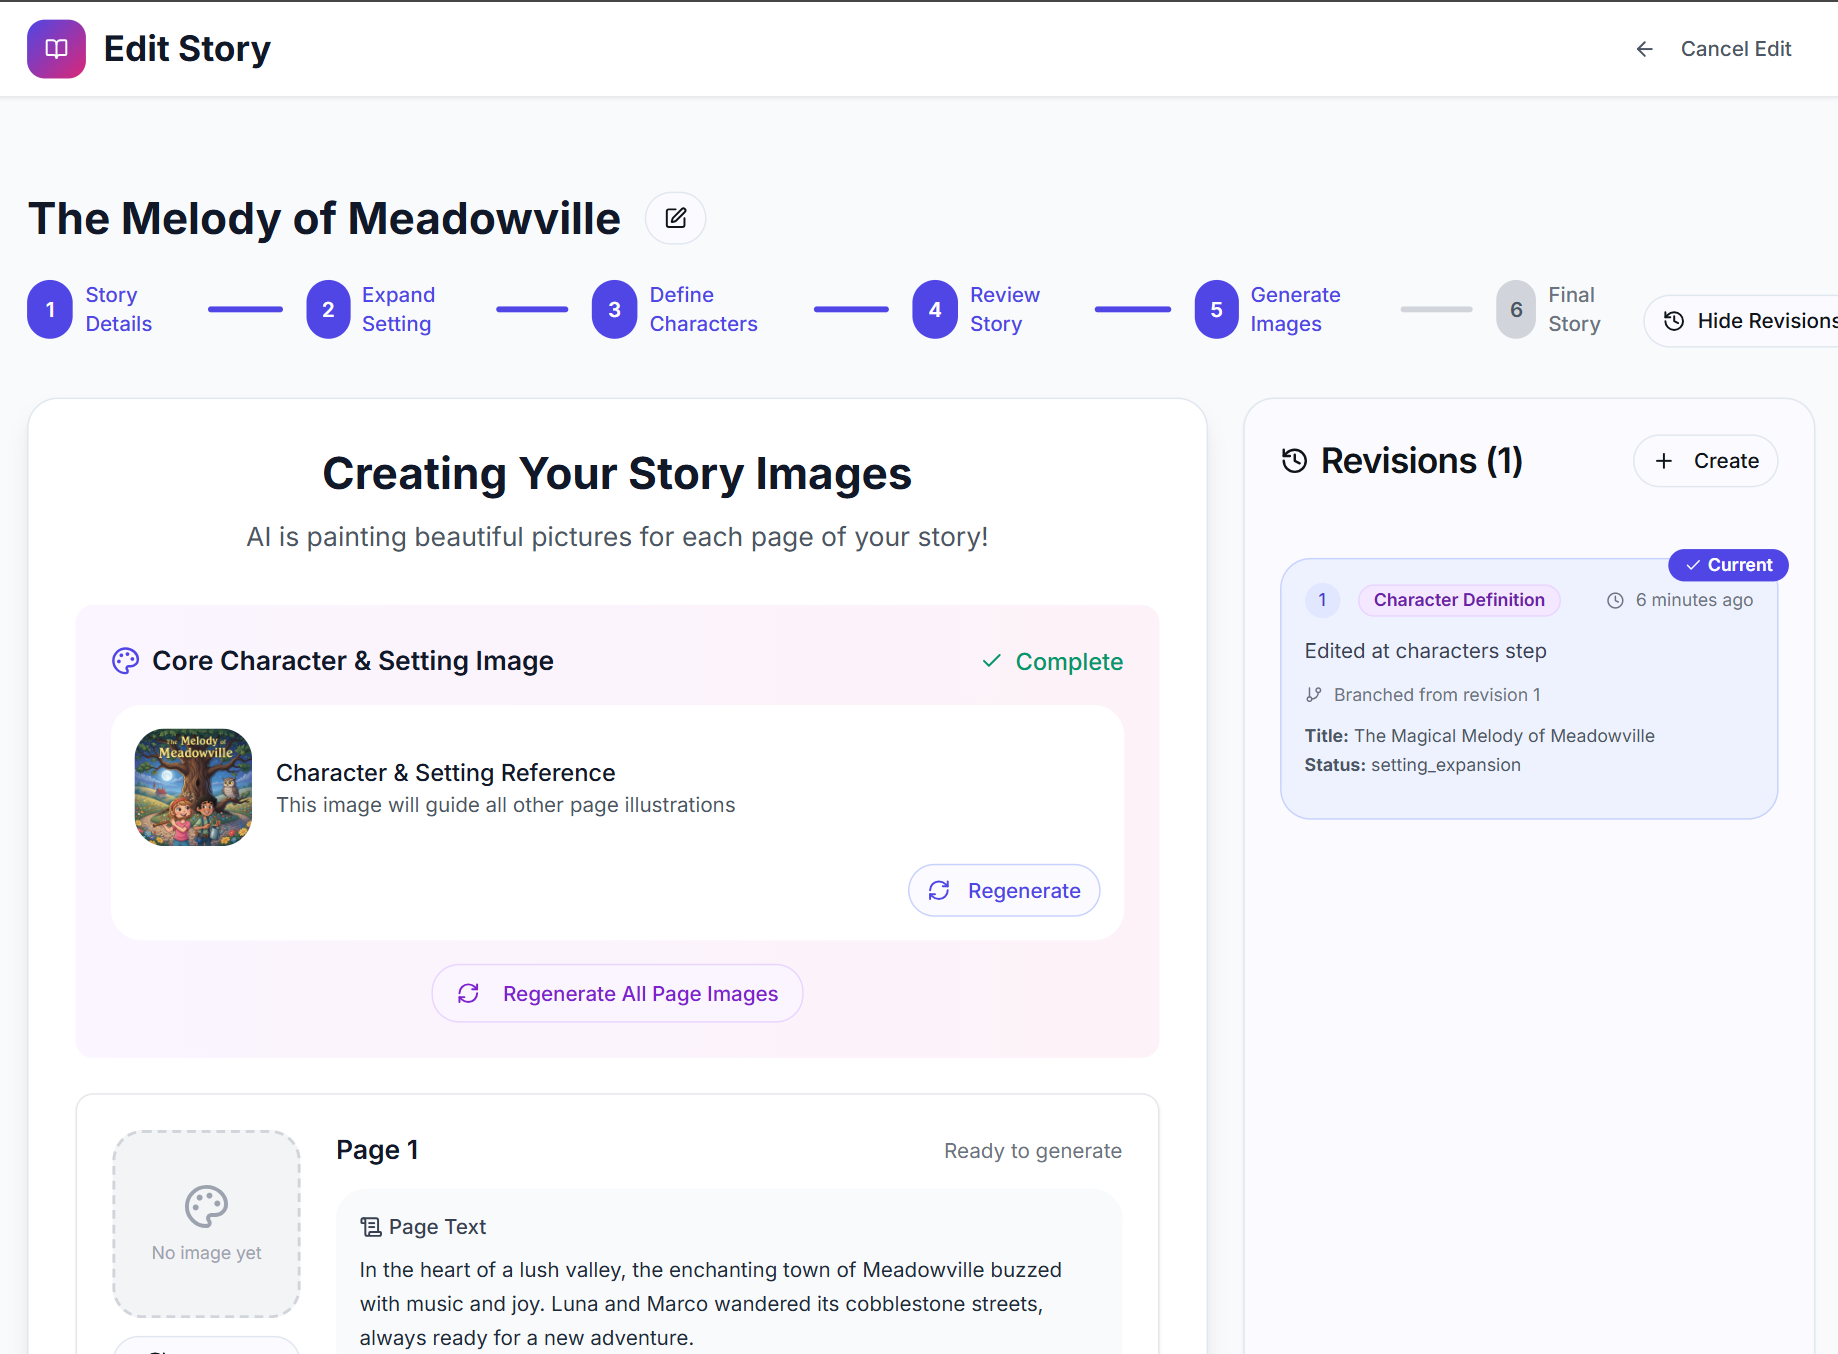 Edit Story
Cancel Edit
The Melody of Meadowville
1
Story
Details
2
Expand
Setting
3
Define
Characters
4
Review
Story
5
Generate
Images
6
Final
Story
Hide Revisions
Creating Your Story Images
AI is painting beautiful pictures for each page of your story!
Core Character & Setting Image
Complete
The Melody of
Meadowville
Character & Setting Reference
This image will guide all other page illustrations
Regenerate
Regenerate All Page Images
Page 1
Ready to generate
No image yet
Page Text
In the heart of a lush valley, the enchanting town of Meadowville buzzed
with music and joy. Luna and Marco wandered its cobblestone streets,
always ready for a new adventure.
Revisions (1)
Create
Current
1
Character Definition
6 minutes ago
Edited at characters step
Branched from revision 1
Title: The Magical Melody of Meadowville
Status: setting_expansion